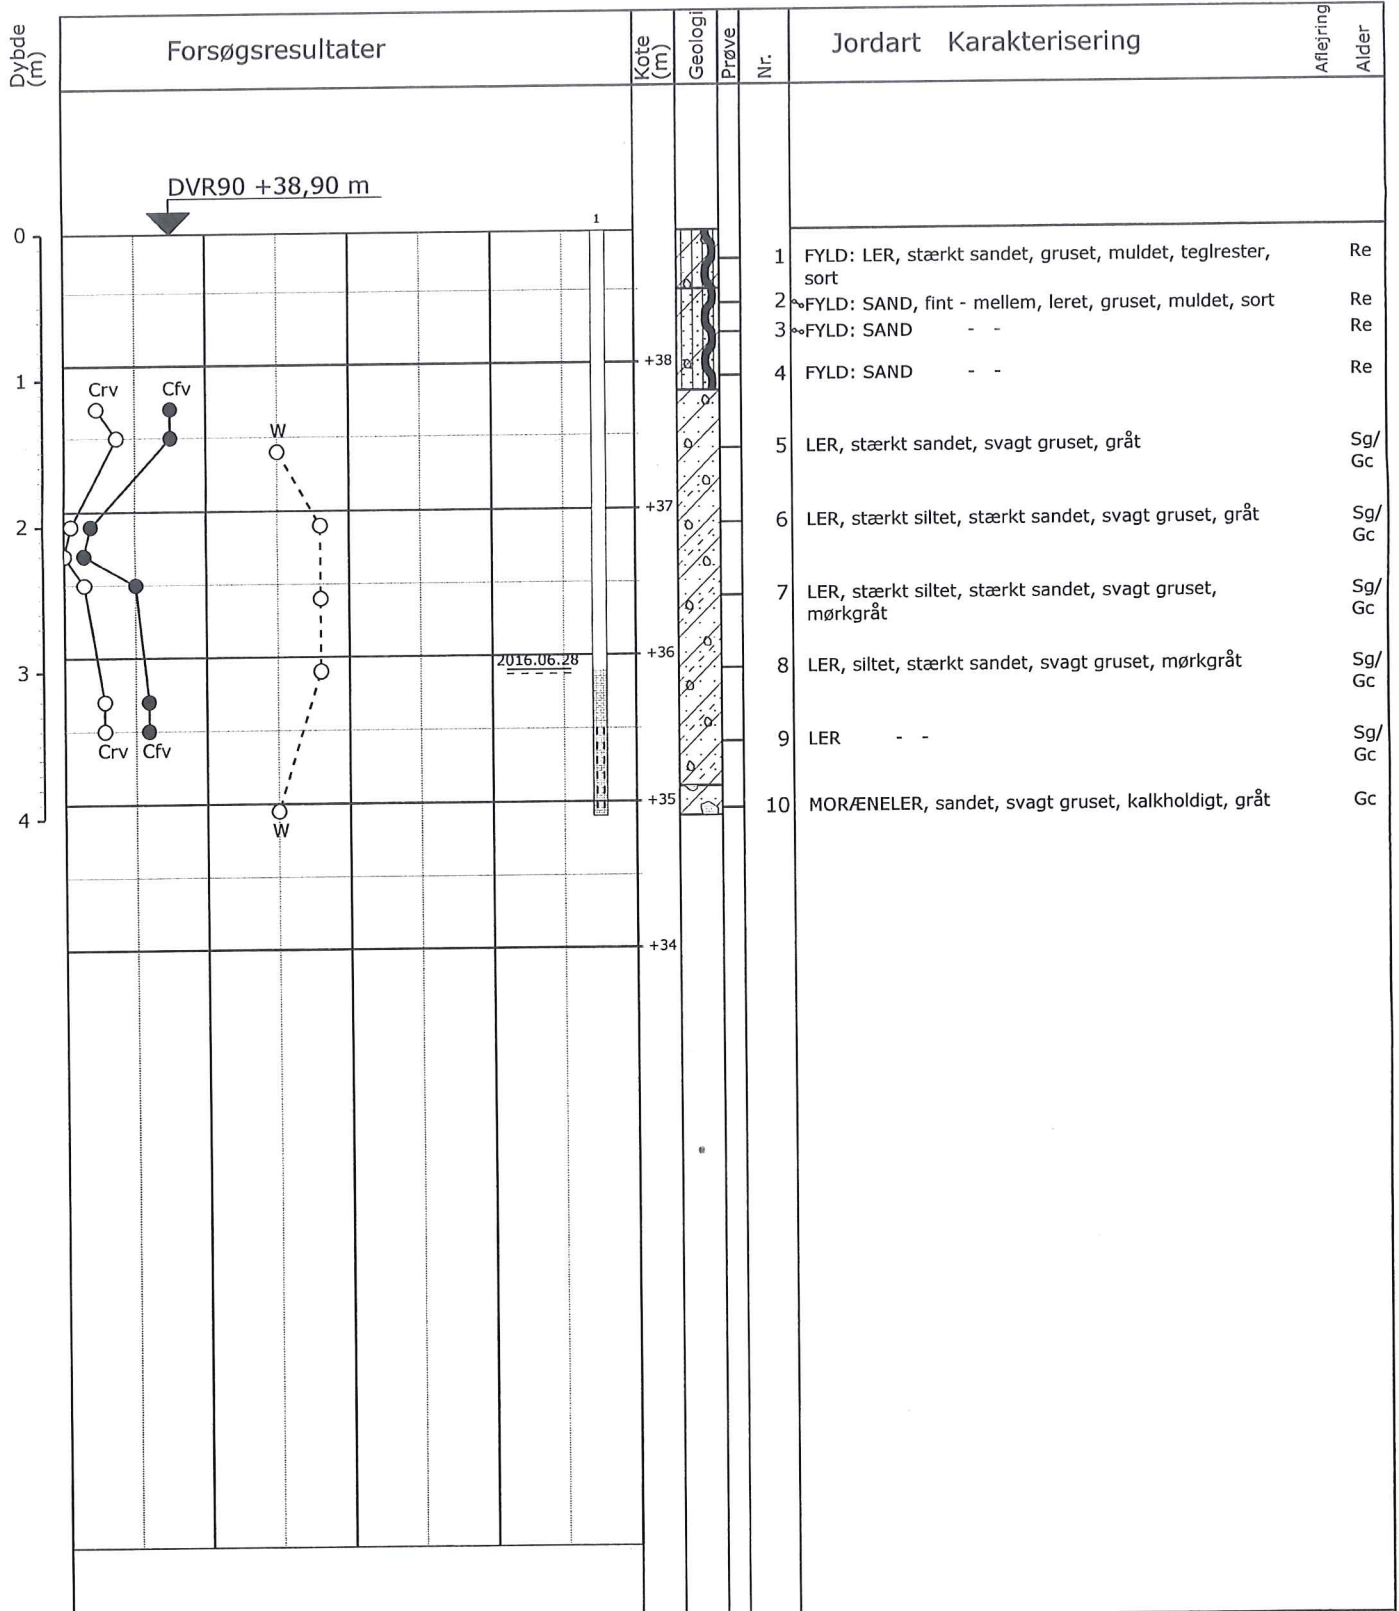 Dybde
(m)
Forsøgsresultater
Kote
(m)
Geologi
Prøve
Nr.
Jordart Karakterisering
Aflejring
Alder
DVR90 +38,90 m
1
0
1 FYLD: LER, stærkt sandet, gruset, muldet, teglrester, Re
sort
2 FYLD: SAND, fint - mellem, leret, gruset, muldet, sort Re
3 FYLD: SAND - - Re
+38
4 FYLD: SAND - - Re
1
Crv Cfv
W
5 LER, stærkt sandet, svagt gruset, gråt Sg/
Gc
+37
2
6 LER, stærkt siltet, stærkt sandet, svagt gruset, gråt Sg/
Gc
7 LER, stærkt siltet, stærkt sandet, svagt gruset, Sg/
mørkgråt Gc
2016.06.28
+36
3
8 LER, siltet, stærkt sandet, svagt gruset, mørkgråt Sg/
Gc
Crv Cfv
9 LER - - Sg/
Gc
+35
4
10 MORÆNELER, sandet, svagt gruset, kalkholdigt, gråt Gc
W
+34